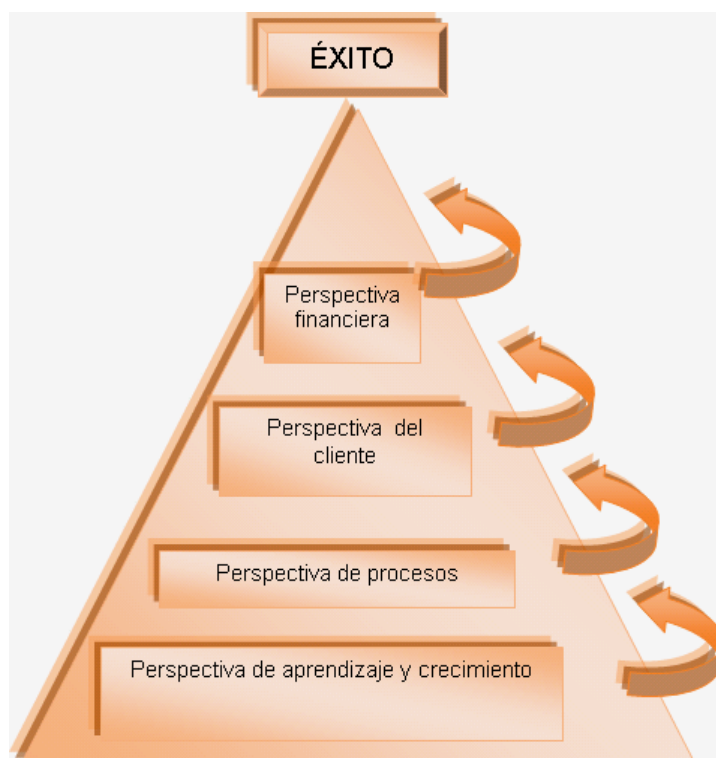 ÉXITO
Perspectiva
financiera
Perspectiva del
cliente
Perspectiva de procesos
Perspectiva de aprendizaje y crecimiento